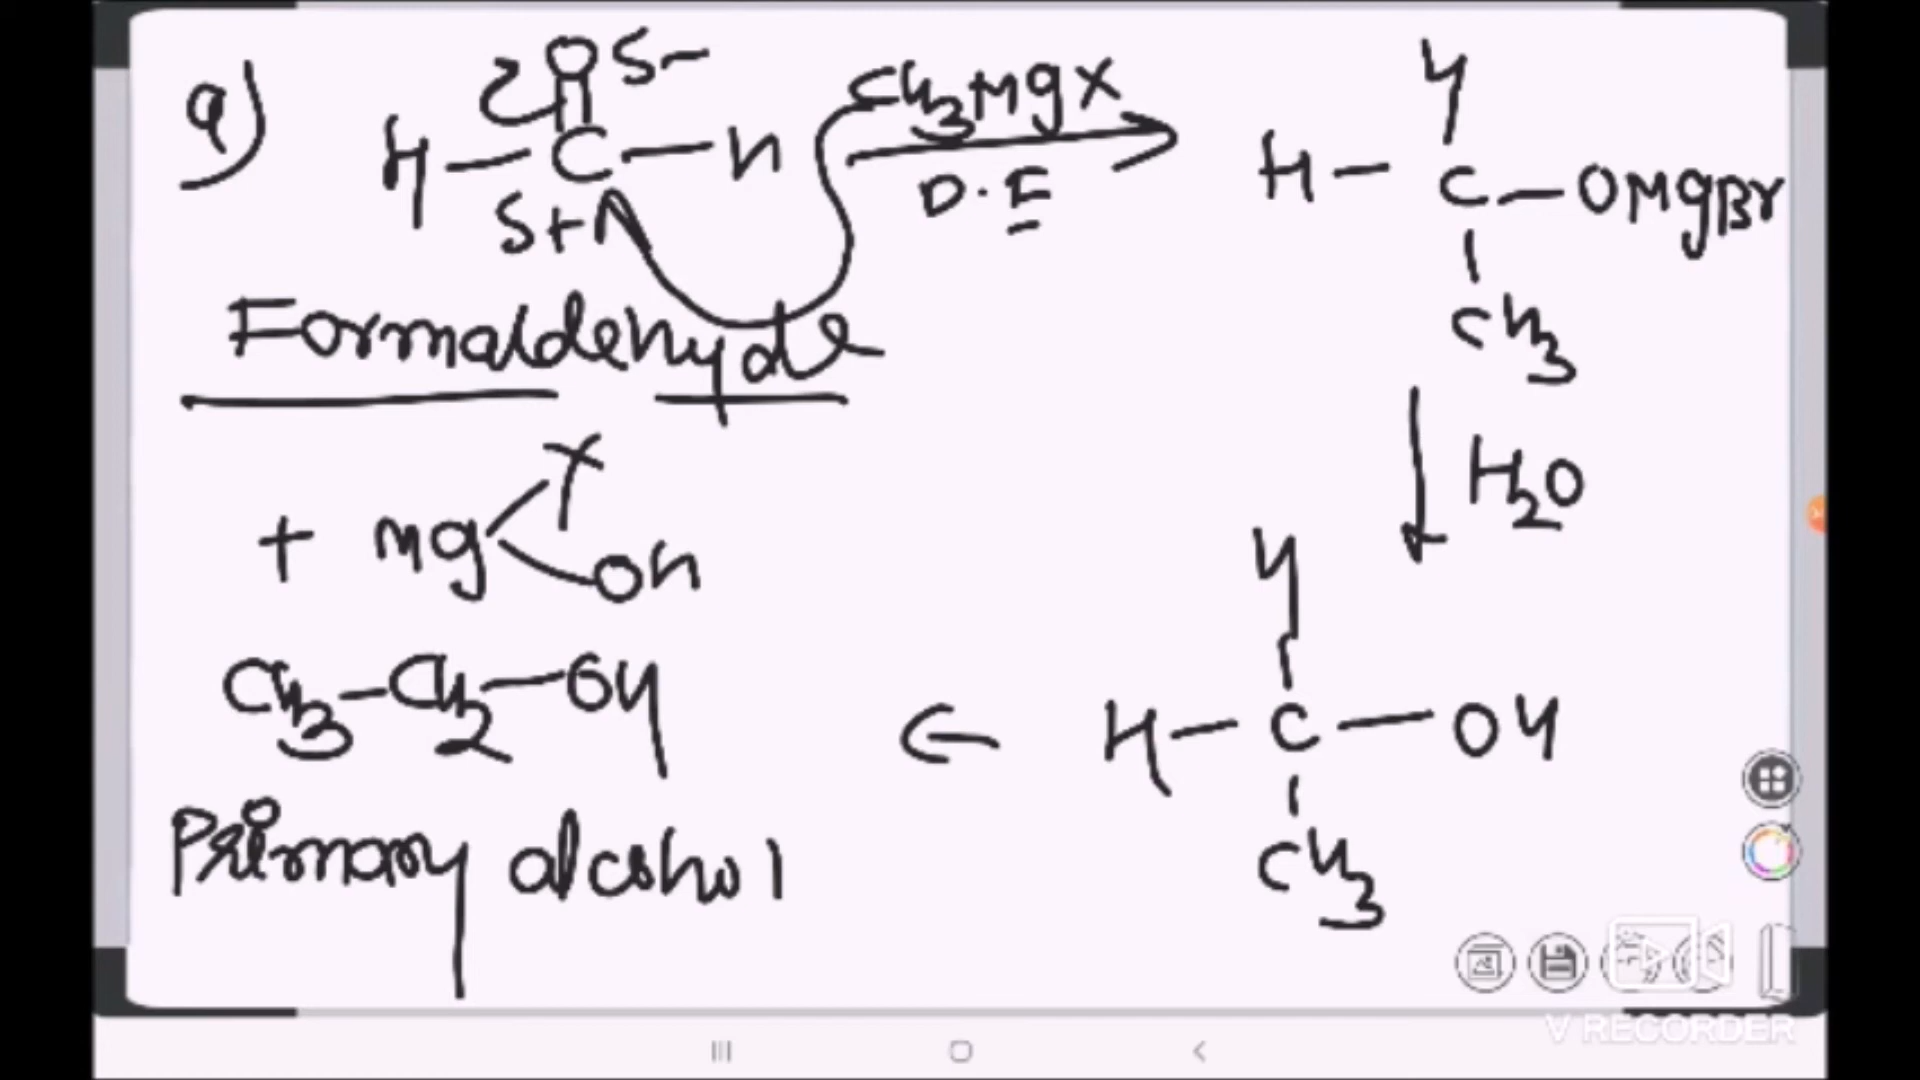 a)
O δ-
H - C - H
δ+
CH3MgX
D.E
H
H - C - OMgBr
CH3
Formaldehyde
H2O
+ Mg
X
OH
H
H - C - OH
CH3
CH3 - CH2 - OH
Primary alcohol
V RECORDER